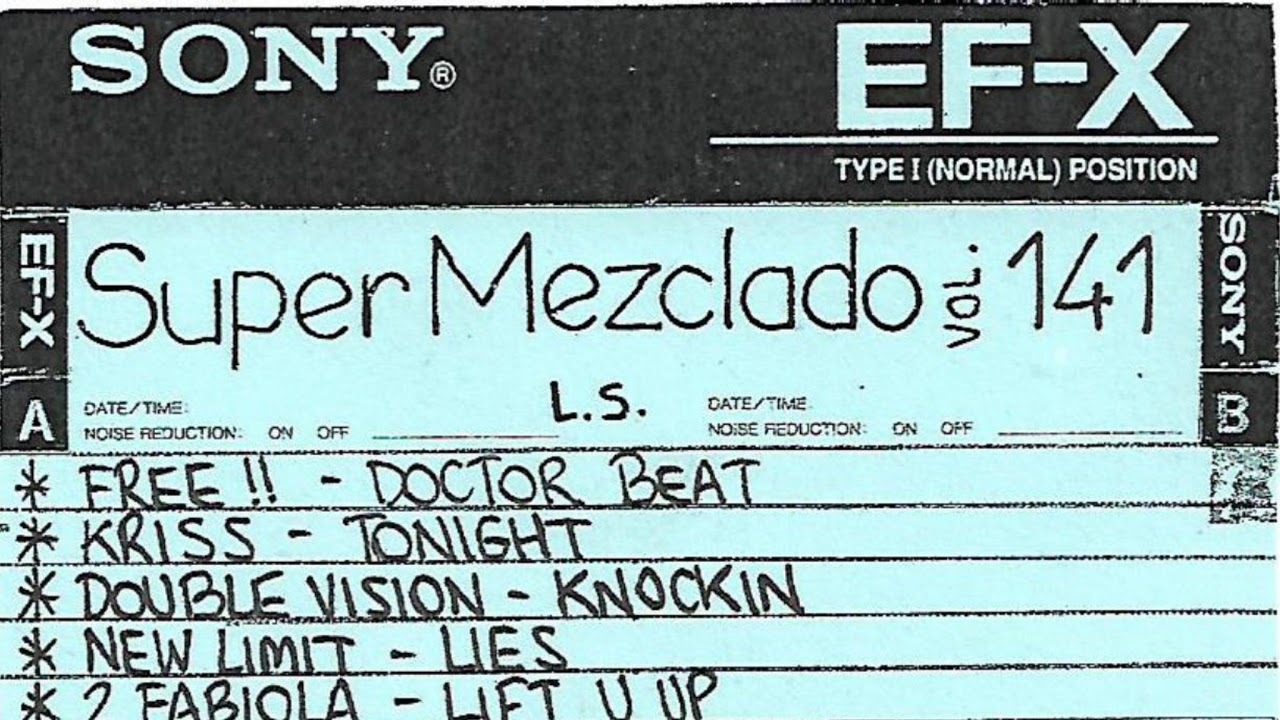 SONY® EF-X
TYPE I (NORMAL) POSITION
EF-X Super Mezclado VOL. 141 SONY
L.S.
A DATE/TIME: DATE/TIME: B
NOISE REDUCTION: ON OFF NOISE REDUCTION: ON OFF
* FREE !! - DOCTOR BEAT
* KRISS - TONIGHT
* DOUBLE VISION - KNOCKIN
* NEW LIMIT - LIES
* 2 FABIOLA - LIFT U UP